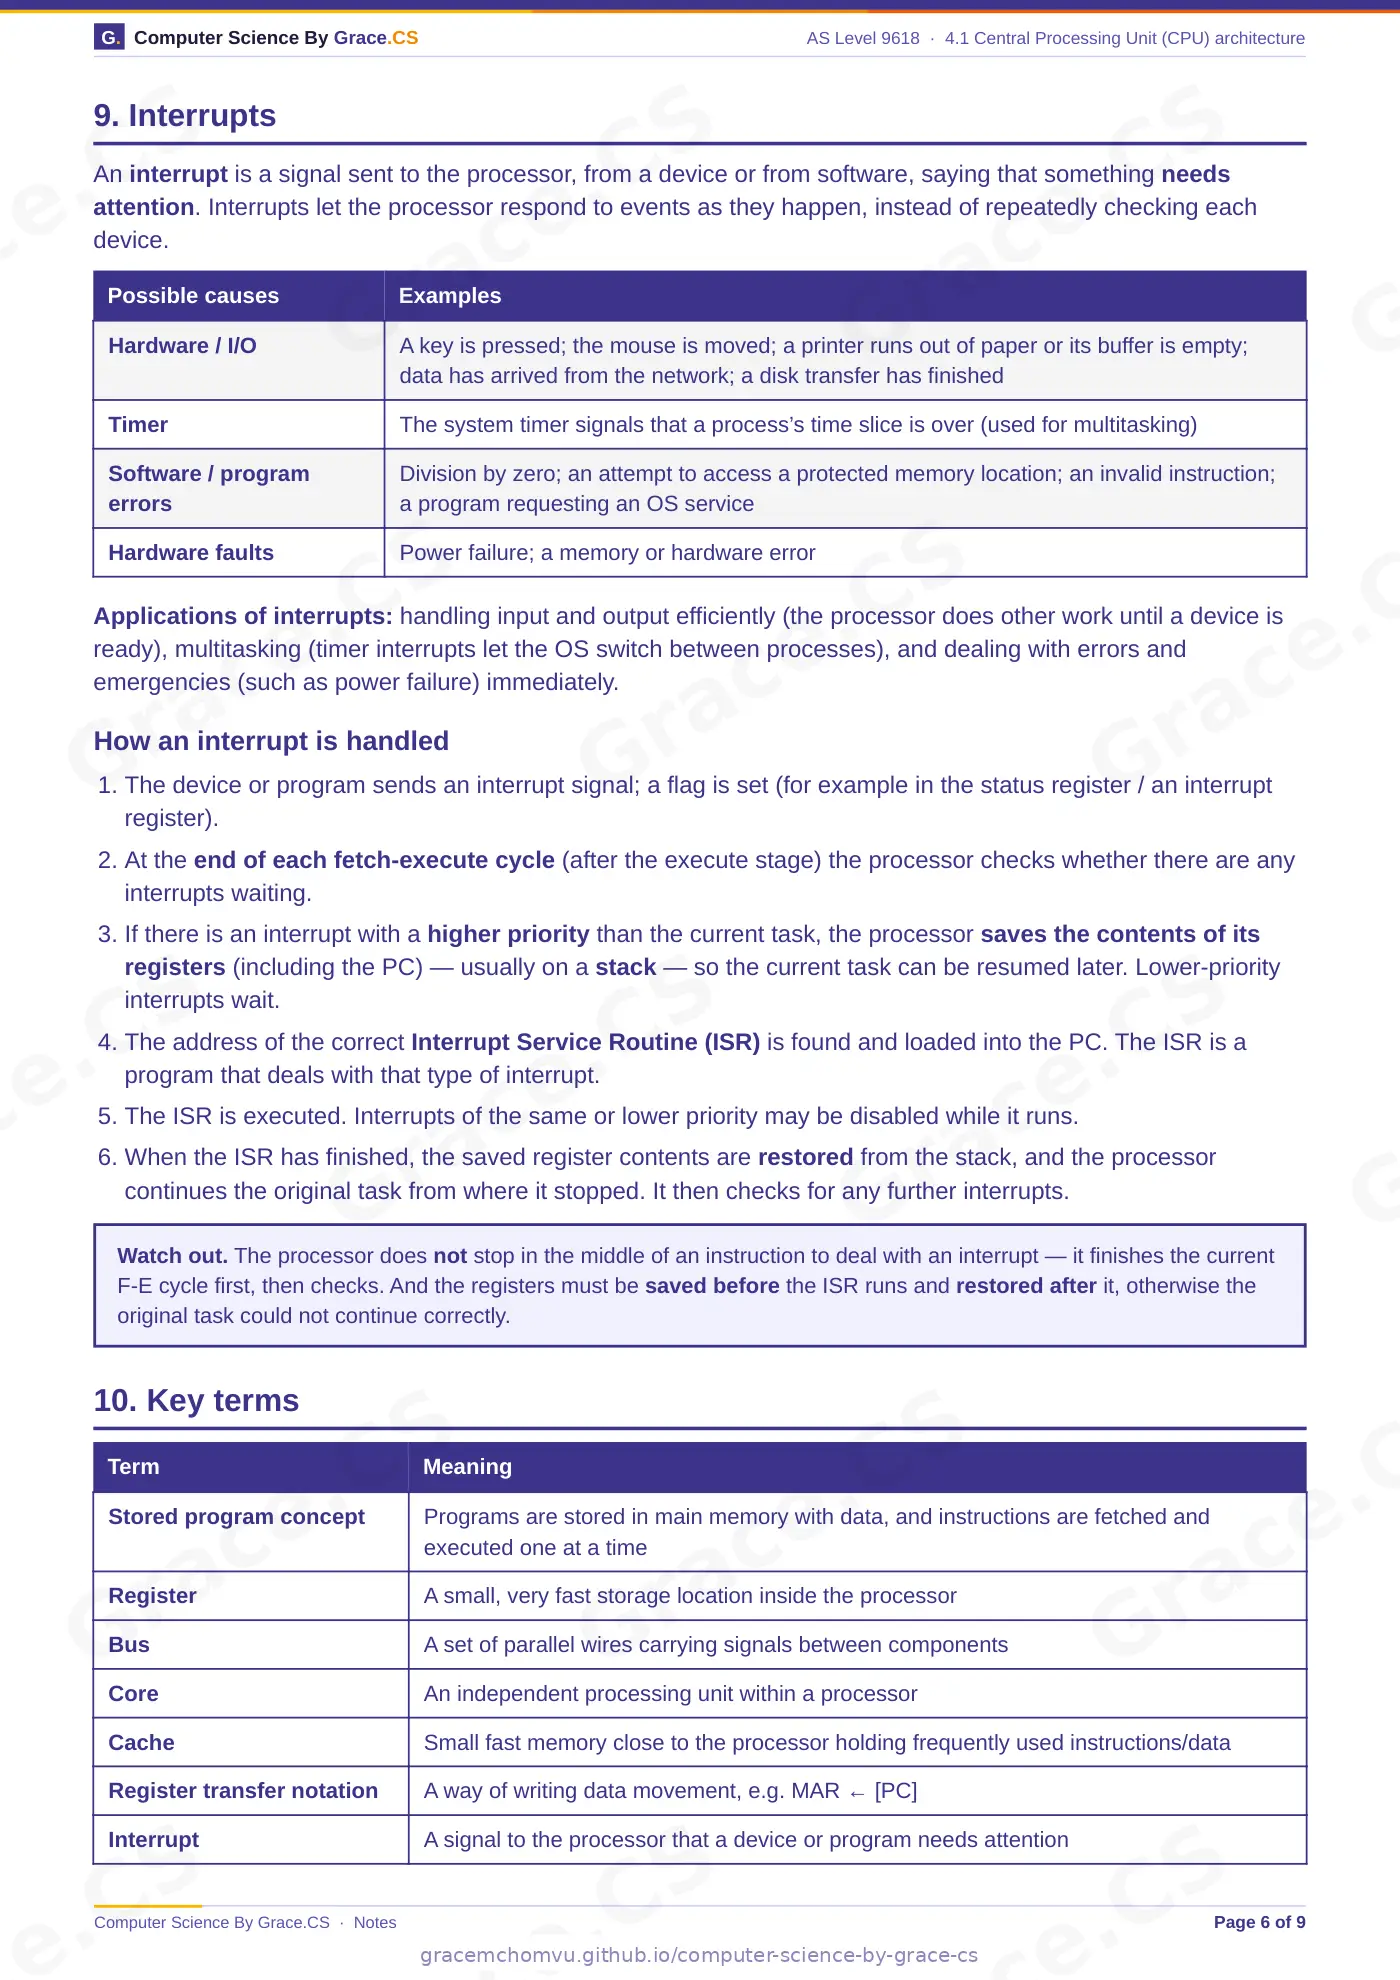 G. Computer Science By Grace.CS
AS Level 9618 · 4.1 Central Processing Unit (CPU) architecture
9. Interrupts
An interrupt is a signal sent to the processor, from a device or from software, saying that something needs
attention. Interrupts let the processor respond to events as they happen, instead of repeatedly checking each
device.
Possible causes Examples
Hardware / I/O A key is pressed; the mouse is moved; a printer runs out of paper or its buffer is empty;
data has arrived from the network; a disk transfer has finished
Timer The system timer signals that a process’s time slice is over (used for multitasking)
Software / program Division by zero; an attempt to access a protected memory location; an invalid instruction;
errors a program requesting an OS service
Hardware faults Power failure; a memory or hardware error
Applications of interrupts: handling input and output efficiently (the processor does other work until a device is
ready), multitasking (timer interrupts let the OS switch between processes), and dealing with errors and
emergencies (such as power failure) immediately.
How an interrupt is handled
1. The device or program sends an interrupt signal; a flag is set (for example in the status register / an interrupt
register).
2. At the end of each fetch-execute cycle (after the execute stage) the processor checks whether there are any
interrupts waiting.
3. If there is an interrupt with a higher priority than the current task, the processor saves the contents of its
registers (including the PC) — usually on a stack — so the current task can be resumed later. Lower-priority
interrupts wait.
4. The address of the correct Interrupt Service Routine (ISR) is found and loaded into the PC. The ISR is a
program that deals with that type of interrupt.
5. The ISR is executed. Interrupts of the same or lower priority may be disabled while it runs.
6. When the ISR has finished, the saved register contents are restored from the stack, and the processor
continues the original task from where it stopped. It then checks for any further interrupts.
Watch out. The processor does not stop in the middle of an instruction to deal with an interrupt — it finishes the current
F-E cycle first, then checks. And the registers must be saved before the ISR runs and restored after it, otherwise the
original task could not continue correctly.
10. Key terms
Term Meaning
Stored program concept Programs are stored in main memory with data, and instructions are fetched and
executed one at a time
Register A small, very fast storage location inside the processor
Bus A set of parallel wires carrying signals between components
Core An independent processing unit within a processor
Cache Small fast memory close to the processor holding frequently used instructions/data
Register transfer notation A way of writing data movement, e.g. MAR ← [PC]
Interrupt A signal to the processor that a device or program needs attention
Computer Science By Grace.CS · Notes
Page 6 of 9
gracemchomvu.github.io/computer-science-by-grace-cs